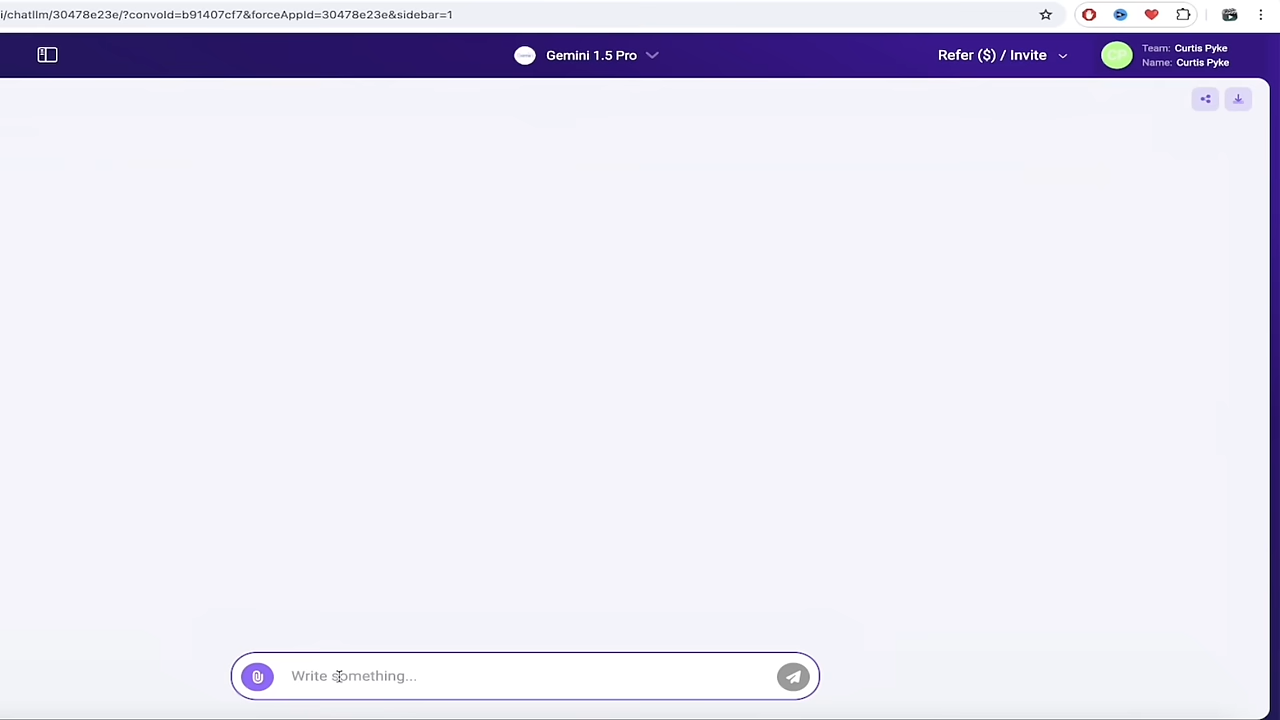 i/chatllm/30478e23e/?convoId=b91407cf7&forceAppId=30478e23e&sidebar=1
Gemini 1.5 Pro
Refer ($) / Invite
CP
Team: Curtis Pyke
Name: Curtis Pyke
Write something...